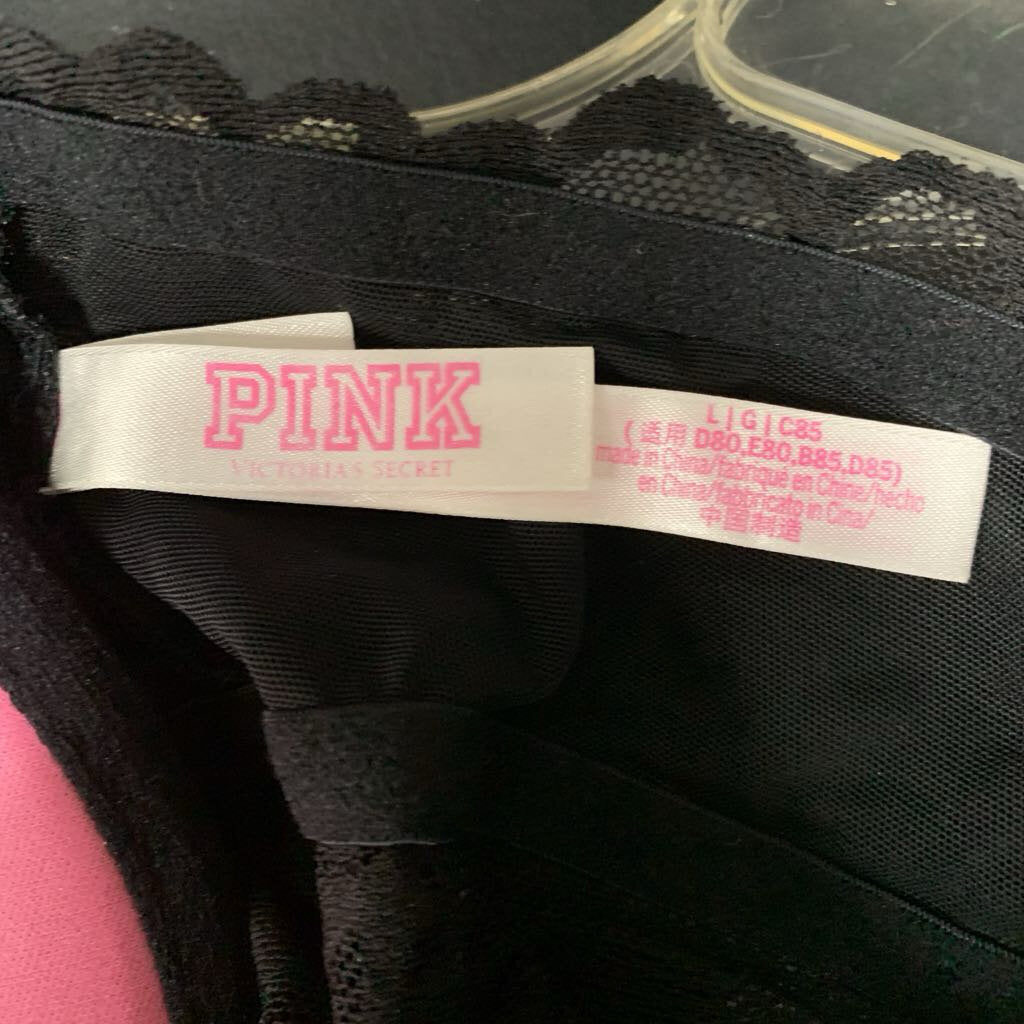 PINK
VICTORIA'S SECRET
L | G | C85
(适用 D80,E80,B85,D85)
made in China/fabriqué en Chine/hecho
en China/fabbricato in Cina/
中国制造